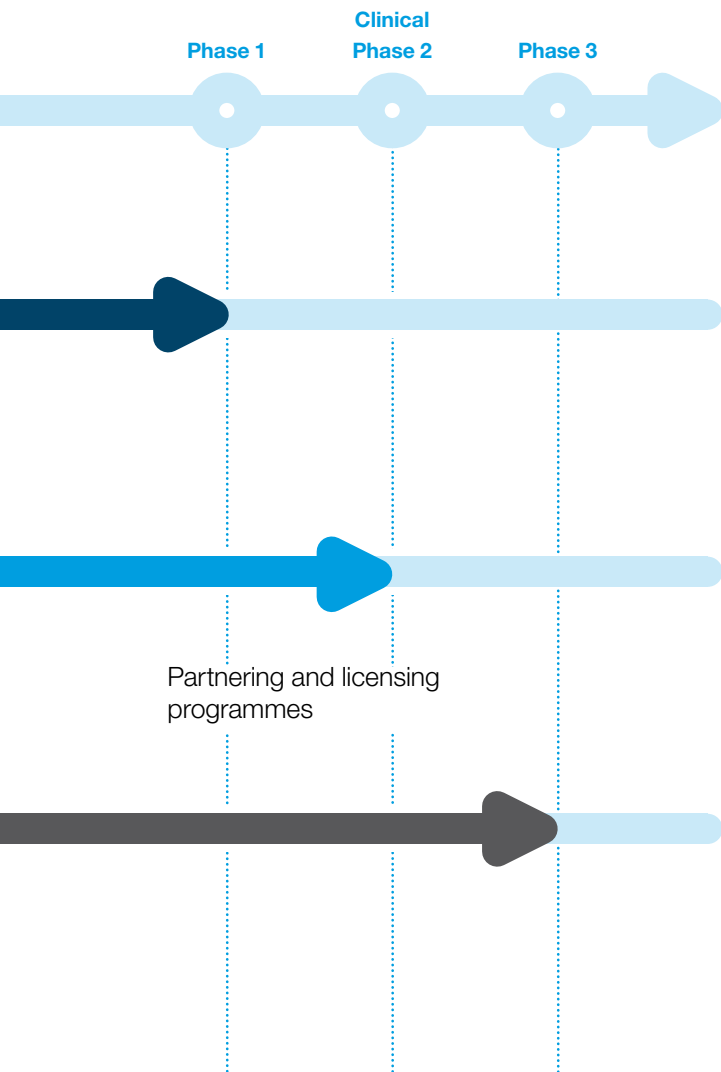 Clinical
Phase 1 Phase 2 Phase 3
Partnering and licensing
programmes